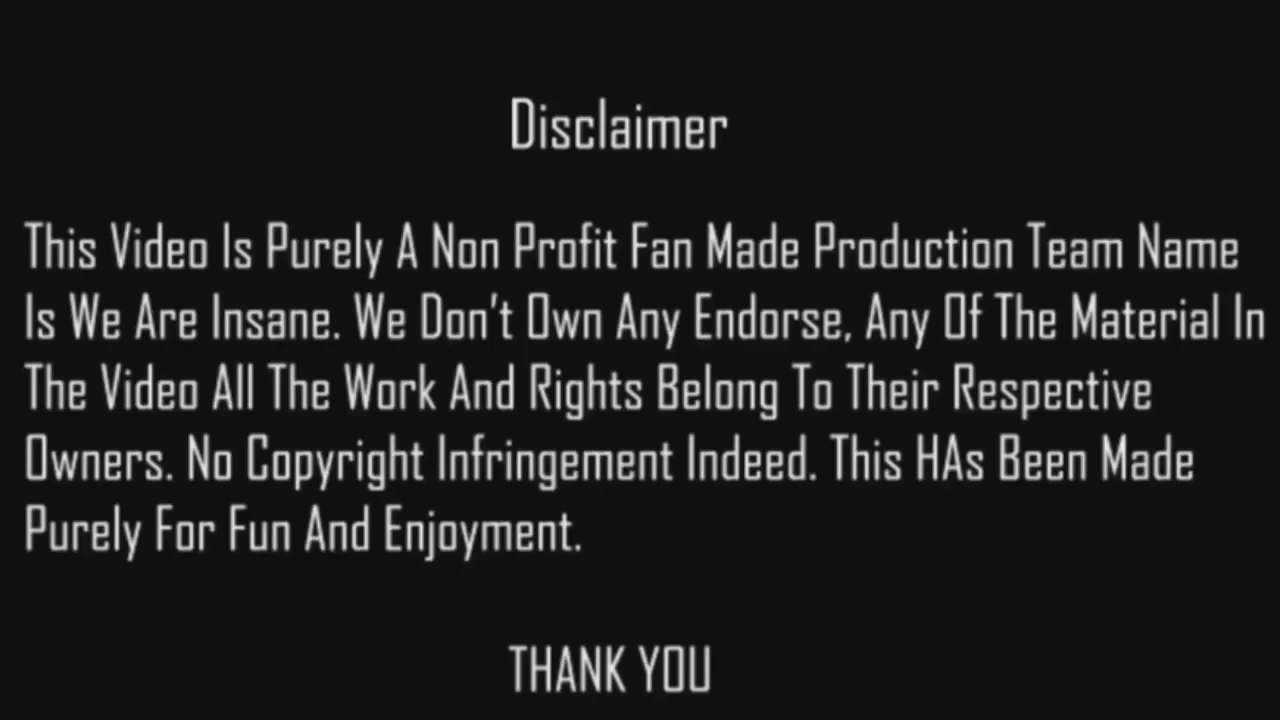 Disclaimer
This Video Is Purely A Non Profit Fan Made Production Team Name
Is We Are Insane. We Don't Own Any Endorse, Any Of The Material In
The Video All The Work And Rights Belong To Their Respective
Owners. No Copyright Infringement Indeed. This HAs Been Made
Purely For Fun And Enjoyment.
THANK YOU